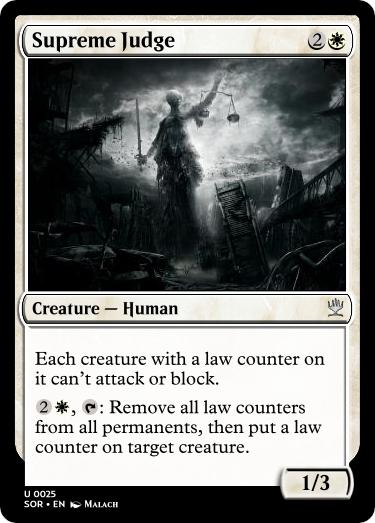 Supreme Judge 2
Creature — Human
Each creature with a law counter on
it can't attack or block.
2 , : Remove all law counters
from all permanents, then put a law
counter on target creature.
1/3
U 0025
SOR • EN Malach